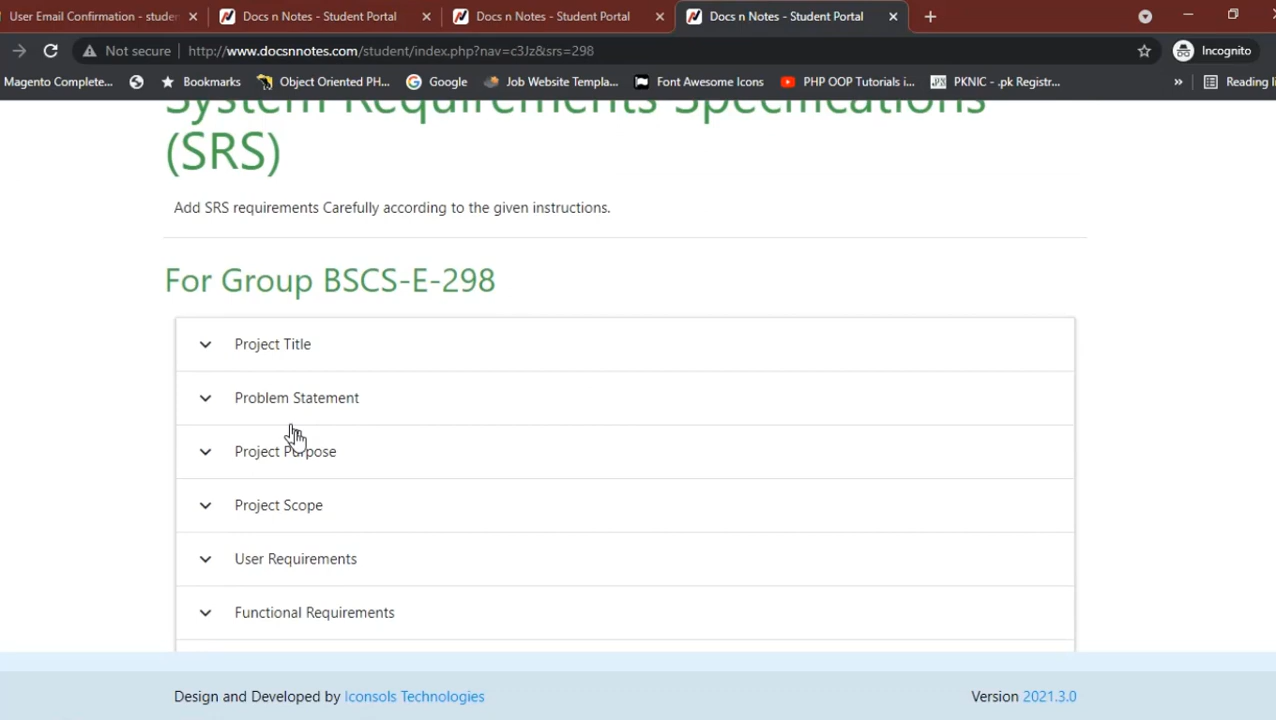 User Email Confirmation - studen
Docs n Notes - Student Portal
Docs n Notes - Student Portal
Docs n Notes - Student Portal
Not secure | http://www.docsnnotes.com/student/index.php?nav=c3Jz&srs=298
Incognito
Magento Complete...
Bookmarks
Object Oriented PH...
Google
Job Website Templa...
Font Awesome Icons
PHP OOP Tutorials i...
PKNIC - .pk Registr...
»
Reading li
System Requirements Specifications
(SRS)
Add SRS requirements Carefully according to the given instructions.
For Group BSCS-E-298
Project Title
Problem Statement
Project Purpose
Project Scope
User Requirements
Functional Requirements
Design and Developed by Iconsols Technologies
Version 2021.3.0